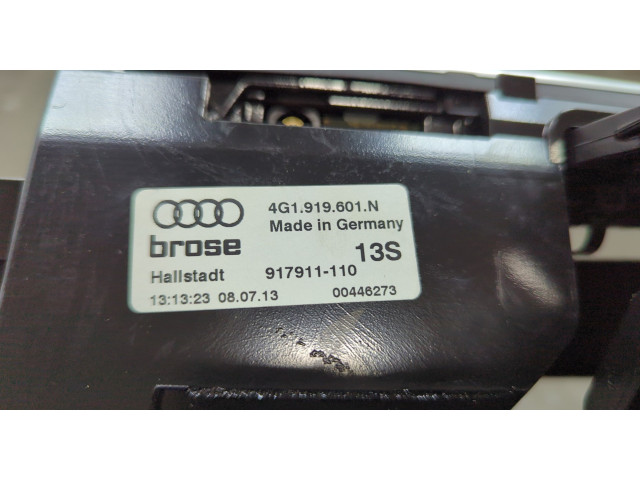 4G1.919.601.N
Made in Germany
brose 13S
Hallstadt 917911-110
13:13:23 08.07.13 00446273